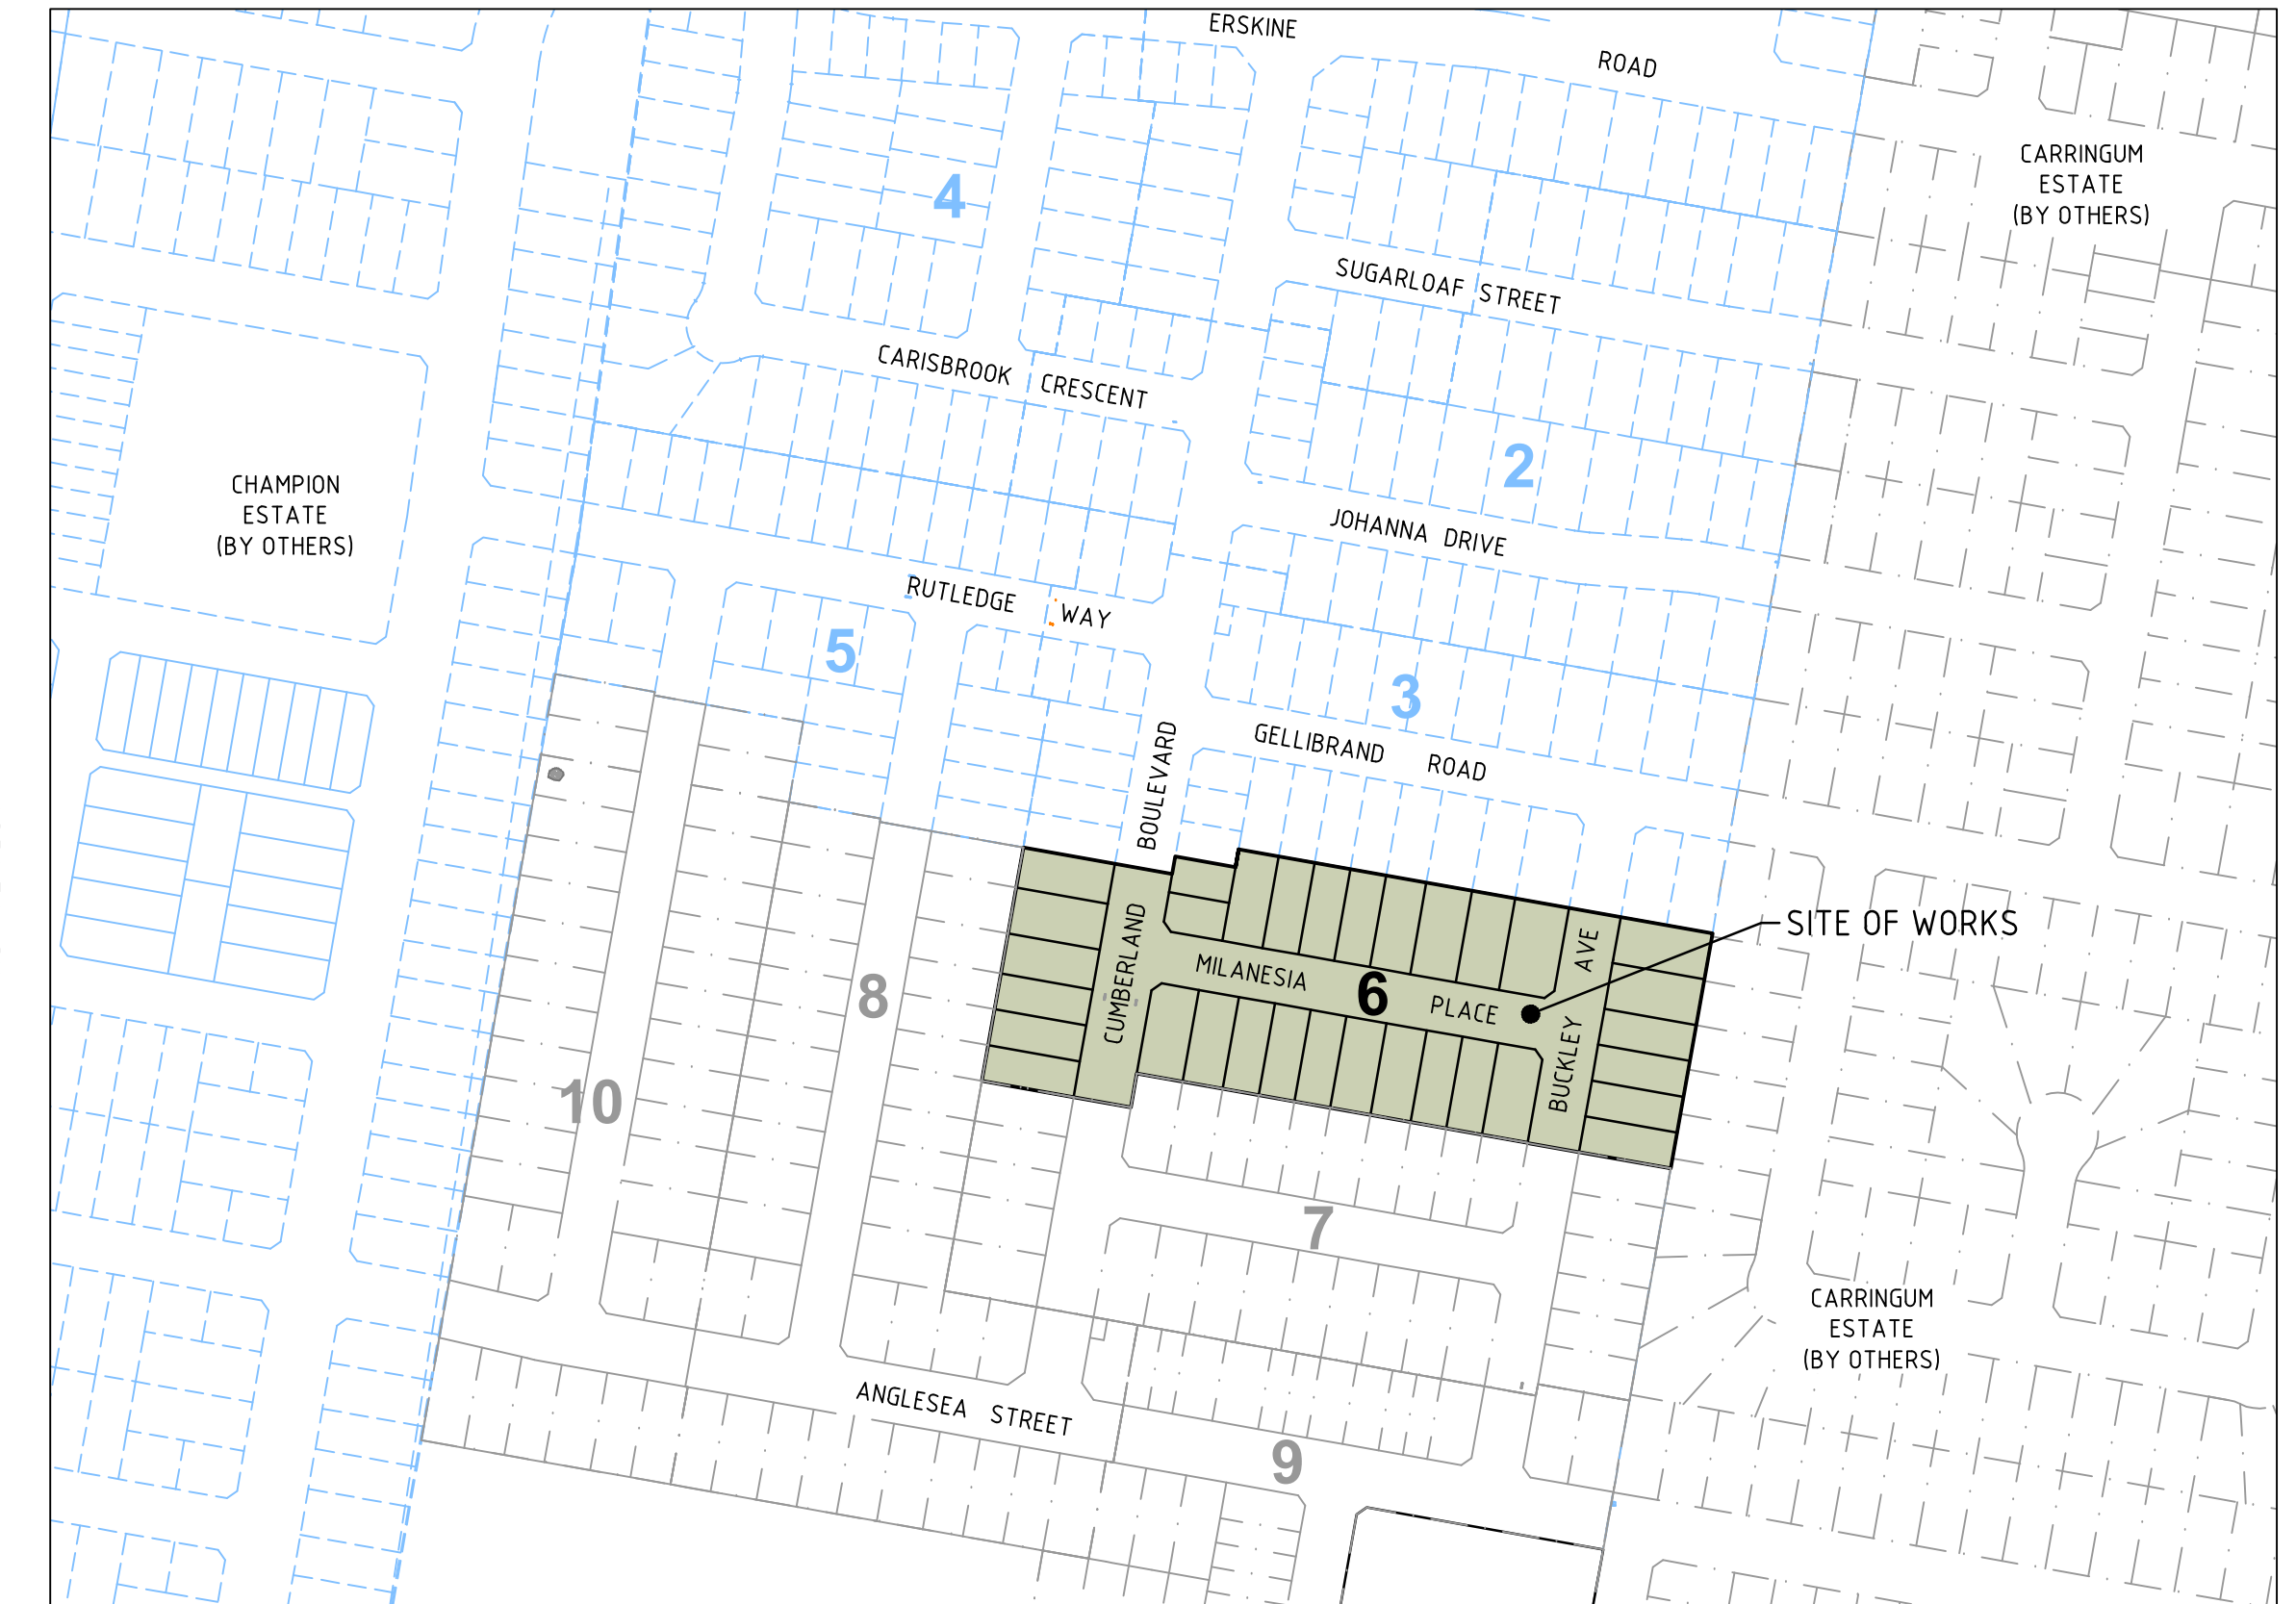 ERSKINE
ROAD
CARRINGUM
ESTATE
(BY OTHERS)
4
SUGARLOAF STREET
CARISBROOK CRESCENT
2
CHAMPION
ESTATE
(BY OTHERS)
JOHANNA DRIVE
RUTLEDGE WAY
5
3
GELLIBRAND ROAD
BOULEVARD
SITE OF WORKS
CUMBERLAND
MILANESIA
6
PLACE
AVE
BUCKLEY
8
10
7
CARRINGUM
ESTATE
(BY OTHERS)
ANGLESEA STREET
9